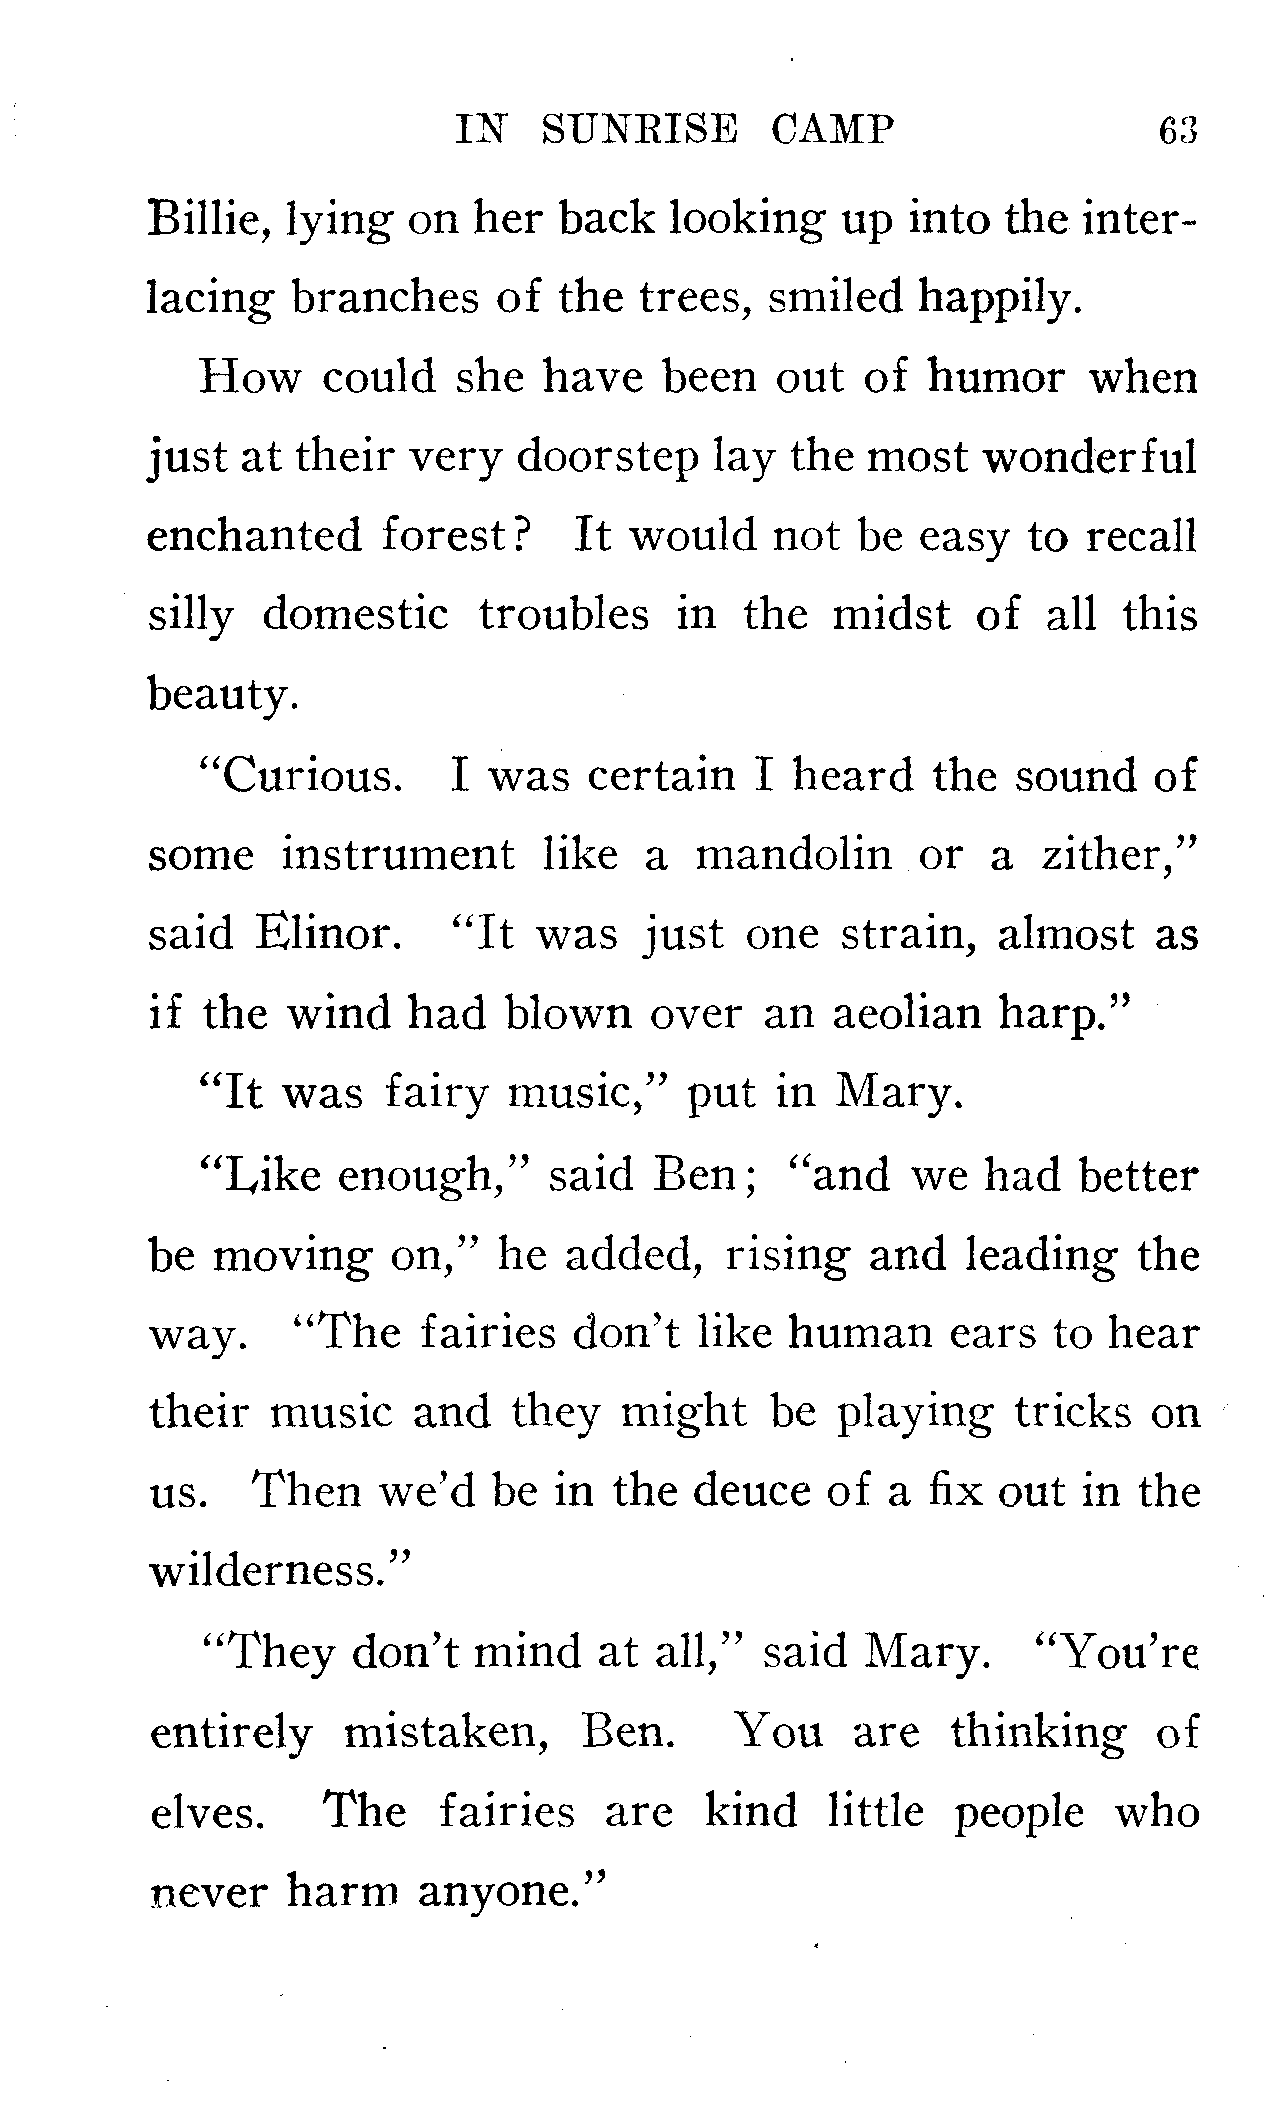 IN SUNRISE CAMP 63
Billie, lying on her back looking up into the inter-
lacing branches of the trees, smiled happily.
How could she have been out of humor when
just at their very doorstep lay the most wonderful
enchanted forest? It would not be easy to recall
silly domestic troubles in the midst of all this
beauty.
“Curious. I was certain I heard the sound of
some instrument like a mandolin or a zither,”
said Elinor. “It was just one strain, almost as
if the wind had blown over an aeolian harp.”
“It was fairy music,” put in Mary.
“Like enough,” said Ben; “and we had better
be moving on,” he added, rising and leading the
way. “The fairies don’t like human ears to hear
their music and they might be playing tricks on
us. Then we’d be in the deuce of a fix out in the
wilderness.”
“They don’t mind at all,” said Mary. “You’re
entirely mistaken, Ben. You are thinking of
elves. The fairies are kind little people who
never harm anyone.”